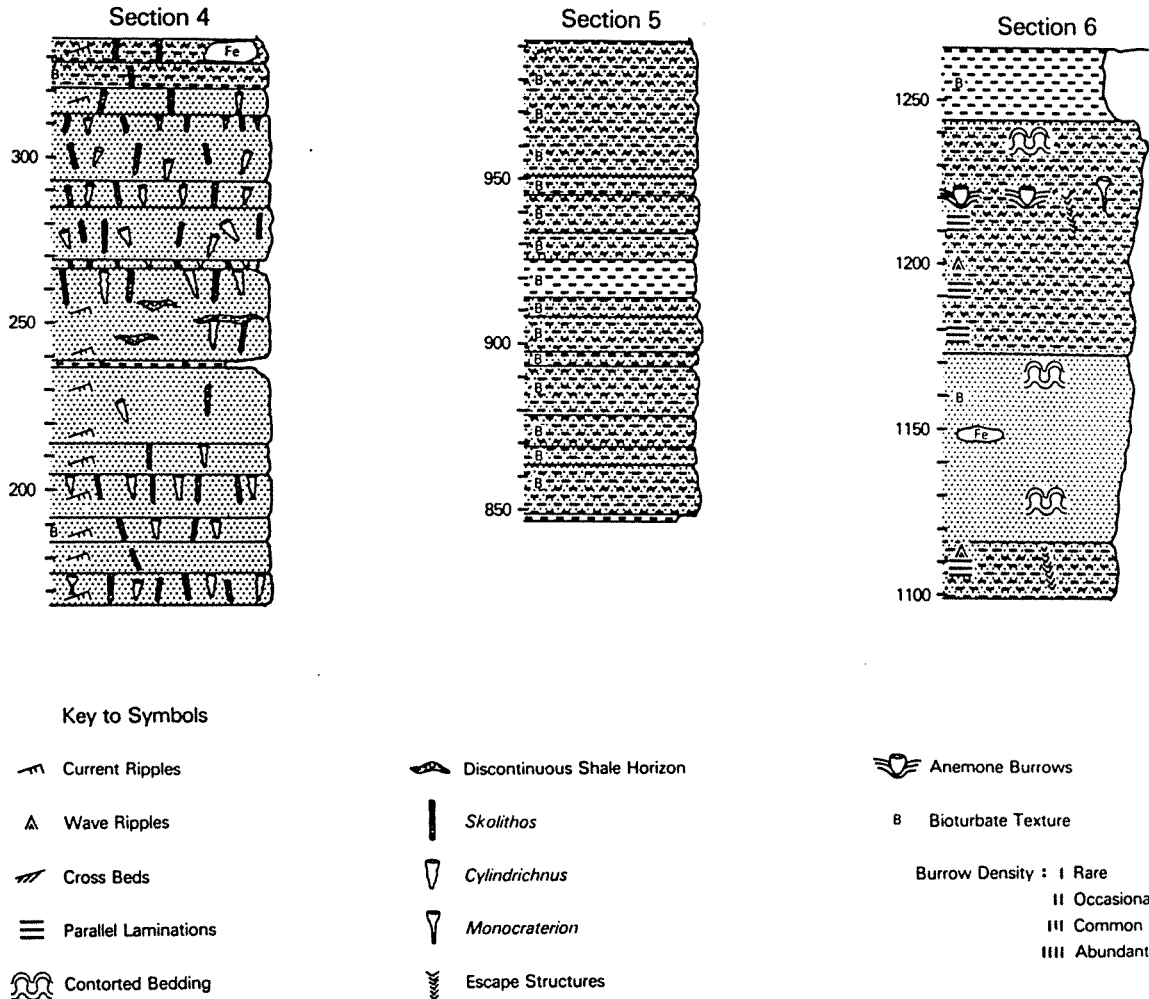 Section 4
Fe
B
300
250
200
B
Section 5
B
B
B
950
B
B
B
B
B
900
B
B
B
B
B
B
850
Section 6
1250
B
1200
B
1150
Fe
1100
Key to Symbols
Current Ripples
Wave Ripples
Cross Beds
Parallel Laminations
Contorted Bedding
Discontinuous Shale Horizon
Skolithos
Cylindrichnus
Monocraterion
Escape Structures
Anemone Burrows
B Bioturbate Texture
Burrow Density : I Rare
II Occasiona
III Common
IIII Abundant